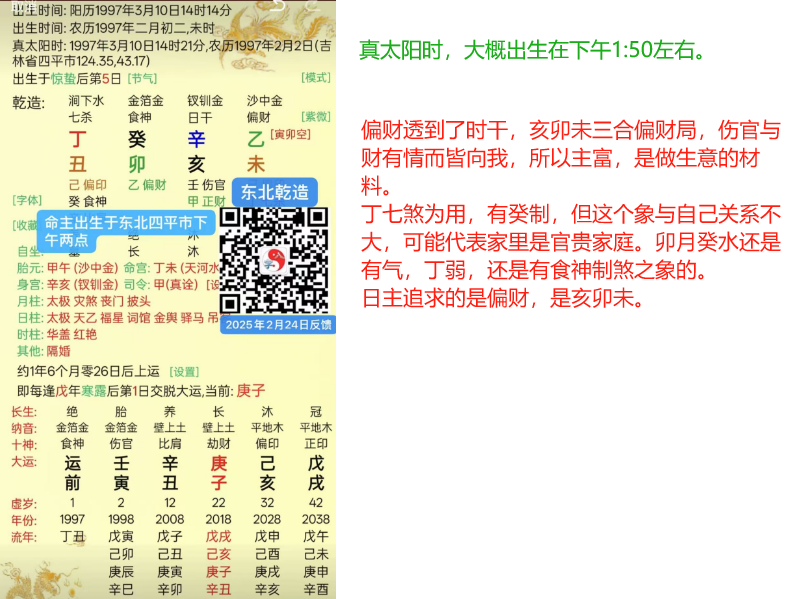 出生时间: 阳历1997年3月10日14时14分
出生时间: 农历1997年二月初二,未时
真太阳时: 1997年3月10日14时21分,农历1997年2月2日(吉
林省四平市124.35,43.17)
出生于惊蛰后第5日 [节气] [模式]
乾造: 涧下水 金箔金 钗钏金 沙中金
七杀 食神 日干 偏财 [紫微]
丁 癸 辛 乙 [寅卯空]
丑 卯 亥 未
己 偏印 乙 偏财 壬 伤官
[字体] 癸 食神 甲 正财
东北乾造
[收藏
命主出生于东北四平市下
午两点
自坐: 墓 长 沐
胎元: 甲午 (沙中金) 命宫: 丁未 (天河水
身宫: 辛亥 (钗钏金) 司令: 甲(真诠) [设
月柱: 太极 灾煞 丧门 披头
日柱: 太极 天乙 福星 词馆 金舆 驿马 吊
时柱: 华盖 红艳
其他: 隔婚
2025年2月24日反馈
约1年6个月零26日后上运 [设置]
即每逢戊年寒露后第1日交脱大运,当前: 庚子
长生: 绝 胎 养 长 沐 冠
纳音: 金箔金 金箔金 壁上土 壁上土 平地木 平地木
十神: 食神 伤官 比肩 劫财 偏印 正印
大运: 运 壬 辛 庚 己 戊
前 寅 丑 子 亥 戌
虚岁: 1 2 12 22 32 42
年份: 1997 1998 2008 2018 2028 2038
流年: 丁丑 戊寅 戊子 戊戌 戊申 戊午
己卯 己丑 己亥 己酉 己未
庚辰 庚寅 庚子 庚戌 庚申
辛巳 辛卯 辛丑 辛亥 辛酉
真太阳时，大概出生在下午1:50左右。
偏财透到了时干，亥卯未三合偏财局，伤官与
财有情而皆向我，所以主富，是做生意的材
料。
丁七煞为用，有癸制，但这个象与自己关系不
大，可能代表家里是官贵家庭。卯月癸水还是
有气，丁弱，还是有食神制煞之象的。
日主追求的是偏财，是亥卯未。